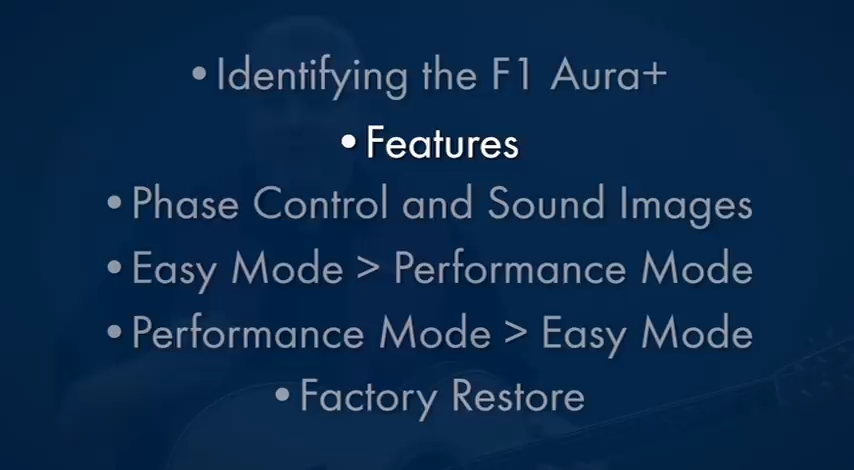 •Identifying the F1 Aura+
•Features
•Phase Control and Sound Images
•Easy Mode > Performance Mode
•Performance Mode > Easy Mode
•Factory Restore